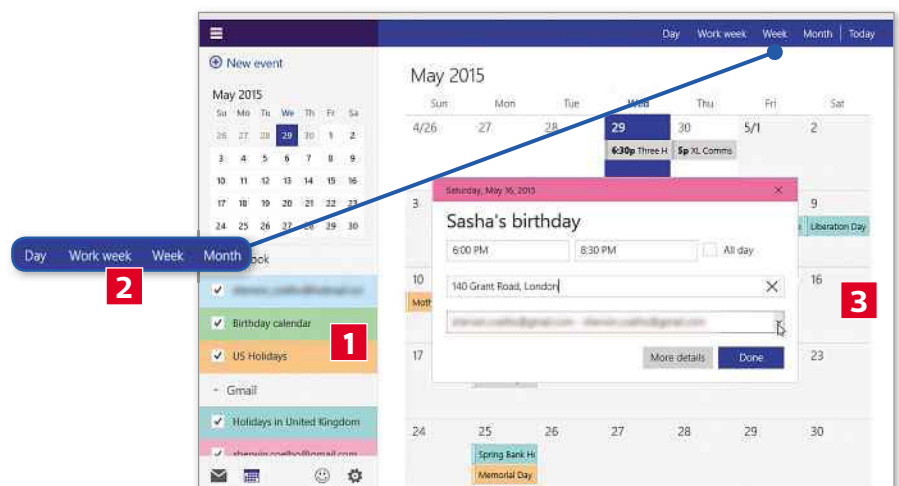 Day Work week Week Month Today
New event
May 2015
Su Mo Tu We Th Fr Sa
26 27 28 29 30 1 2
3 4 5 6 7 8 9
10 11 12 13 14 15 16
17 18 19 20 21 22 23
24 25 26 27 28 29 30
Day Work week Week Month
2
Birthday calendar
US Holidays
1
Gmail
Holidays in United Kingdom
May 2015
Sun Mon Tue Wed Thu Fri Sat
4/26 27 28 29 30 5/1 2
6:30p Three H 5p XL Comms
3 9
Liberation Day
Saturday, May 16, 2015
Sasha's birthday
6:00 PM 8:30 PM All day
140 Grant Road, London
More details Done
10 16
3
17 23
24 25 26 27 28 29 30
Spring Bank H
Memorial Day